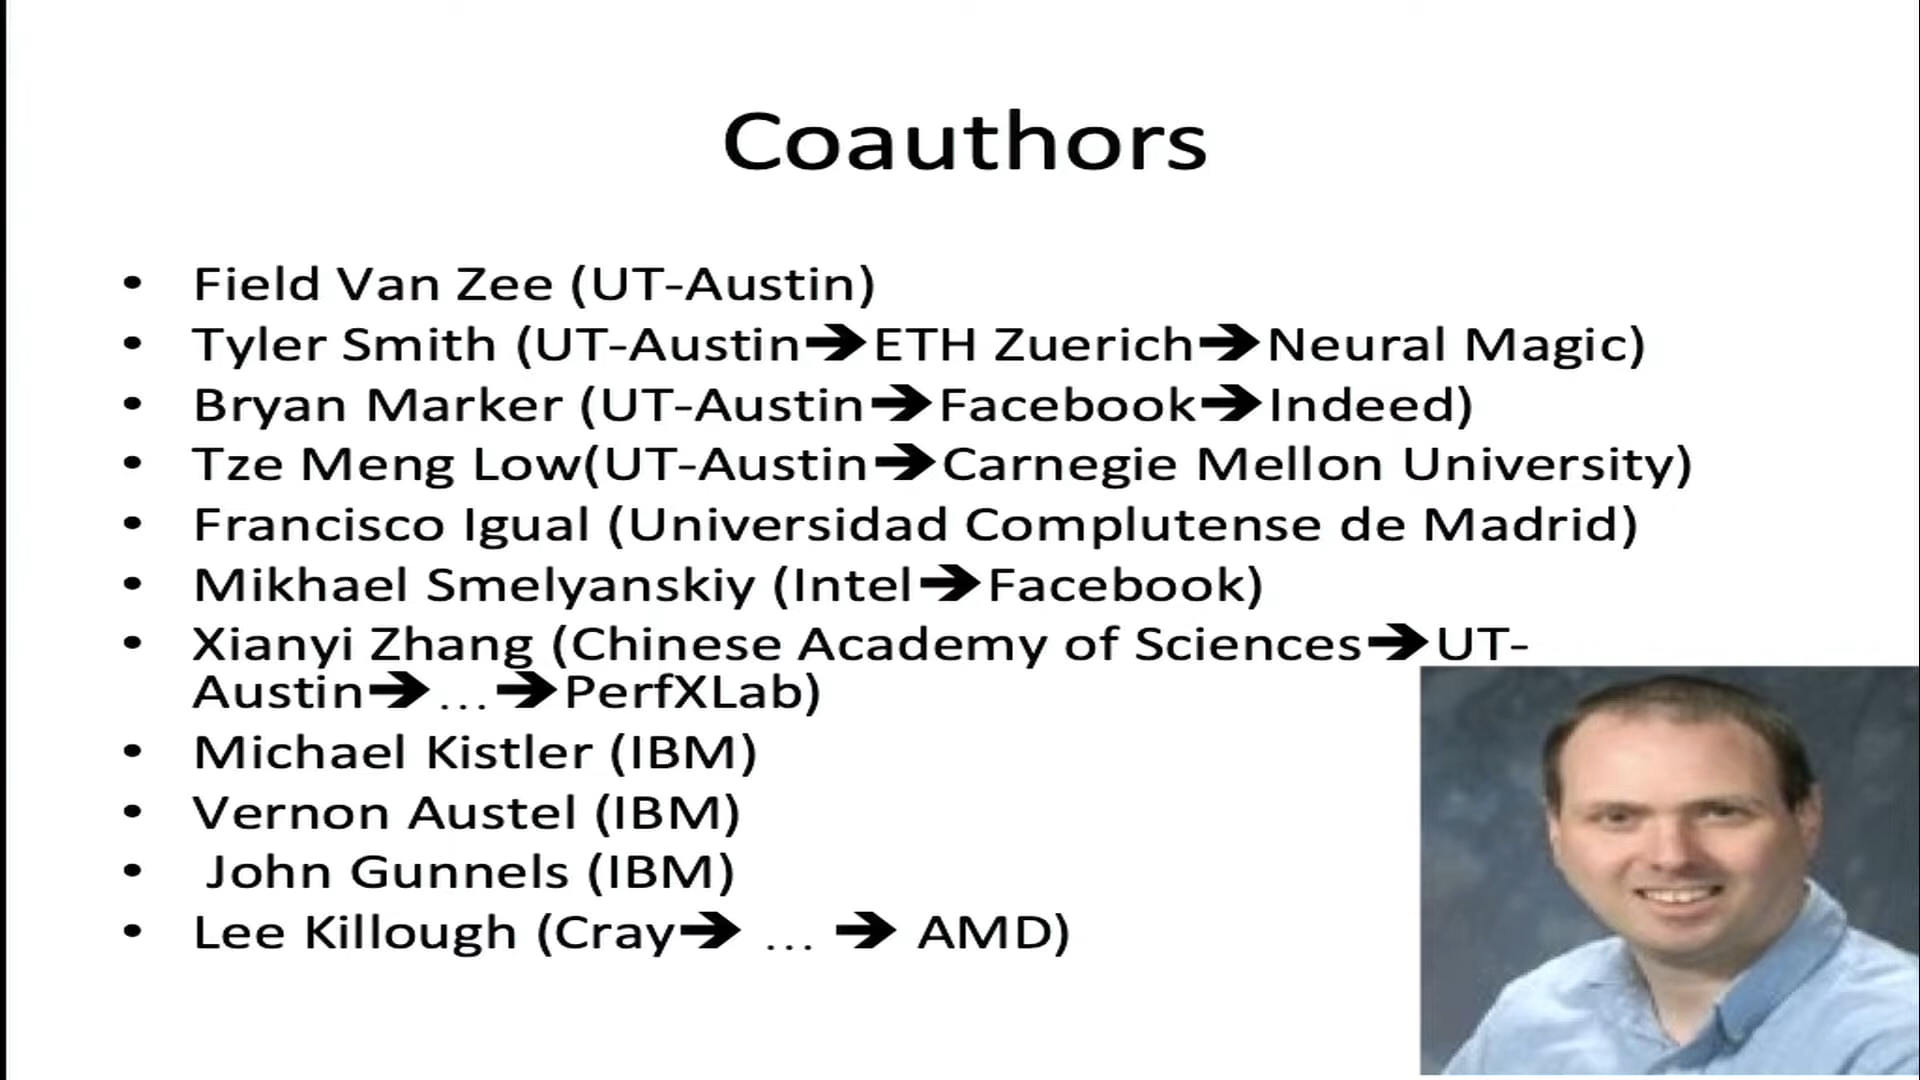 Coauthors
• Field Van Zee (UT-Austin)
• Tyler Smith (UT-Austin➔ETH Zuerich➔Neural Magic)
• Bryan Marker (UT-Austin➔Facebook➔Indeed)
• Tze Meng Low(UT-Austin➔Carnegie Mellon University)
• Francisco Igual (Universidad Complutense de Madrid)
• Mikhael Smelyanskiy (Intel➔Facebook)
• Xianyi Zhang (Chinese Academy of Sciences➔UT-
Austin➔…➔PerfXLab)
• Michael Kistler (IBM)
• Vernon Austel (IBM)
• John Gunnels (IBM)
• Lee Killough (Cray➔ … ➔ AMD)